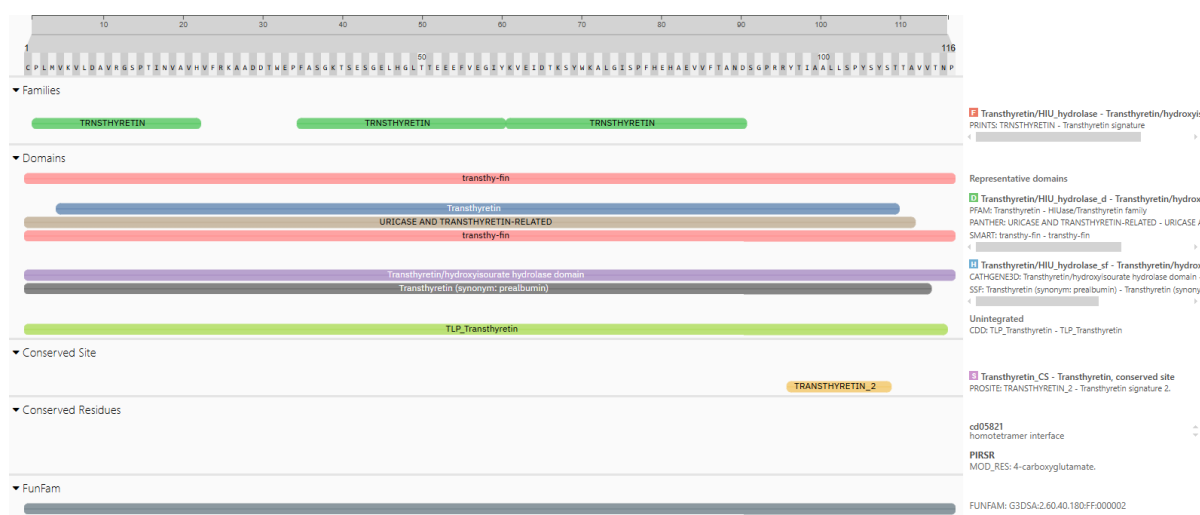 10 20 30 40 50 60 70 80 90 100 110
1 116
50 100
CPLMVKVLDAVRGSPTINVAVHVFRKAADDTWEPFASGKTSESGELHGLTTEEEFVEGIYKVEIDTKSYWKALGISPFHEHAEVVFTANDSGPRRYTIAALLSPYSYSTTAVVTNP
Families
TRNSTHYRETIN TRNSTHYRETIN TRNSTHYRETIN
Transthyretin/HIU_hydrolase - Transthyretin/hydroxyis
F
PRINTS: TRNSTHYRETIN - Transthyretin signature
Domains
transthy-fin
Representative domains
Transthyretin
D Transthyretin/HIU_hydrolase_d - Transthyretin/hydrox
PFAM: Transthyretin - HIUase/Transthyretin family
URICASE AND TRANSTHYRETIN-RELATED
PANTHER: URICASE AND TRANSTHYRETIN-RELATED - URICASE A
transthy-fin
SMART: transthy-fin - transthy-fin
H Transthyretin/HIU_hydrolase_sf - Transthyretin/hydrox
Transthyretin/hydroxyisourate hydrolase domain
CATHGENE3D: Transthyretin/hydroxyisourate hydrolase domain -
Transthyretin (synonym: prealbumin)
SSF: Transthyretin (synonym: prealbumin) - Transthyretin (synony
Unintegrated
TLP_Transthyretin
CDD: TLP_Transthyretin - TLP_Transthyretin
Conserved Site
S Transthyretin_CS - Transthyretin, conserved site
TRANSTHYRETIN_2
PROSITE: TRANSTHYRETIN_2 - Transthyretin signature 2.
Conserved Residues
cd05821
homotetramer interface
PIRSR
MOD_RES: 4-carboxyglutamate.
FunFam
FUNFAM: G3DSA:2.60.40.180:FF:000002